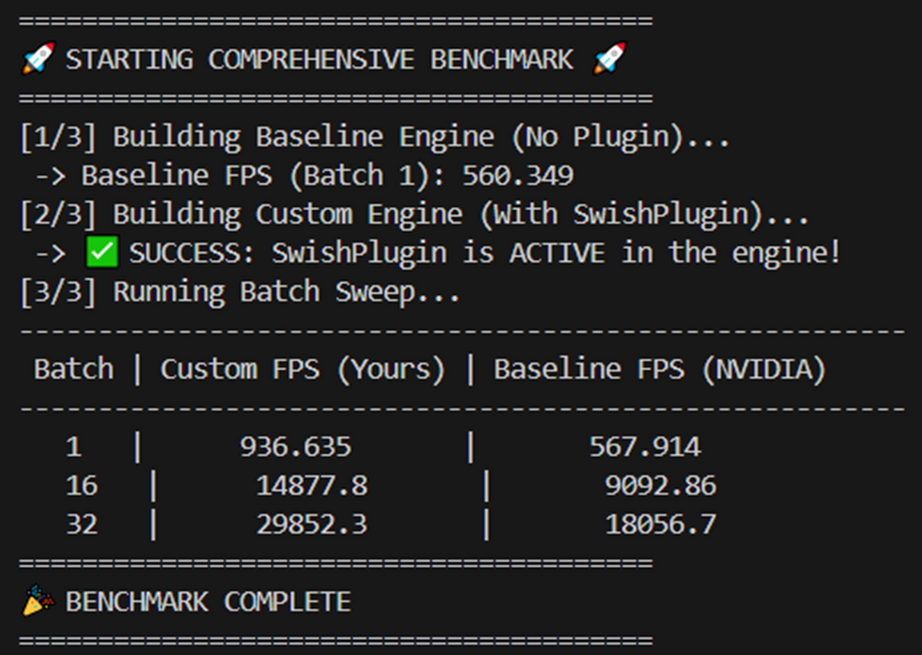 ========================================
🚀 STARTING COMPREHENSIVE BENCHMARK 🚀
========================================
[1/3] Building Baseline Engine (No Plugin)...
 -> Baseline FPS (Batch 1): 560.349
[2/3] Building Custom Engine (With SwishPlugin)...
 -> ✅ SUCCESS: SwishPlugin is ACTIVE in the engine!
[3/3] Running Batch Sweep...
--------------------------------------------------------
 Batch | Custom FPS (Yours) | Baseline FPS (NVIDIA)
--------------------------------------------------------
   1   |      936.635       |       567.914
   16   |      14877.8       |       9092.86
   32   |      29852.3       |       18056.7
========================================
🎉 BENCHMARK COMPLETE
========================================